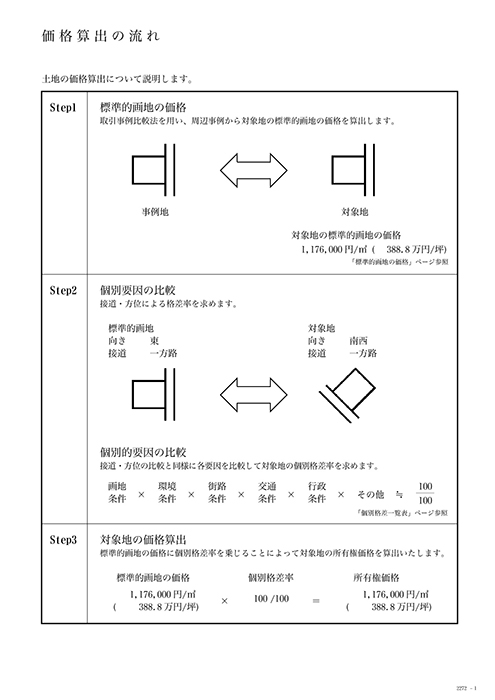 価格算出の流れ
土地の価格算出について説明します。
Step1
標準的画地の価格
取引事例比較法を用い、周辺事例から対象地の標準的画地の価格を算出します。
事例地
対象地
対象地の標準的画地の価格
1,176,000円/㎡ ( 388.8万円/坪)
「標準的画地の価格」ページ参照
Step2
個別要因の比較
接道・方位による格差率を求めます。
標準的画地
向き 東
接道 一方路
対象地
向き 南西
接道 一方路
個別的要因の比較
接道・方位の比較と同様に各要因を比較して対象地の個別格差率を求めます。
画地 環境 街路 交通 行政 100
条件 × 条件 × 条件 × 条件 × 条件 × その他 ≒ 100
「個別格差一覧表」ページ参照
Step3
対象地の価格算出
標準的画地の価格に個別格差率を乗じることによって対象地の所有権価格を算出いたします。
標準的画地の価格 個別格差率 所有権価格
1,176,000円/㎡ × 100/100 = 1,176,000円/㎡
( 388.8万円/坪) ( 388.8万円/坪)
2272 - 1